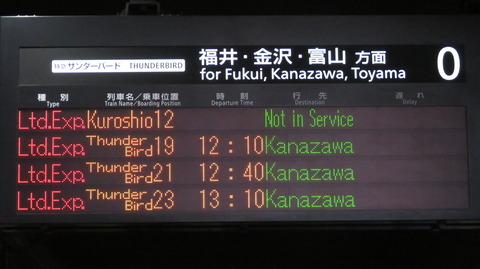 特急 サンダーバード THUNDERBIRD
福井・金沢・富山 方面
for Fukui, Kanazawa, Toyama
0
種別 列車名/乗車位置 時刻 行先 遅れ
Type Train Name/Boarding Position Departure Time Destination Delay
Ltd.Exp. Kuroshio12 Not in Service
Ltd.Exp. Thunder Bird19 12:10 Kanazawa
Ltd.Exp. Thunder Bird21 12:40 Kanazawa
Ltd.Exp. Thunder Bird23 13:10 Kanazawa